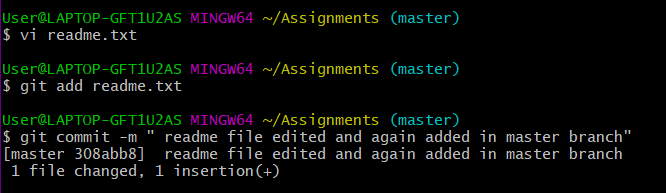 User@LAPTOP-GFT1U2AS MINGW64 ~/Assignments (master)
$ vi readme.txt
User@LAPTOP-GFT1U2AS MINGW64 ~/Assignments (master)
$ git add readme.txt
User@LAPTOP-GFT1U2AS MINGW64 ~/Assignments (master)
$ git commit -m " readme file edited and again added in master branch"
[master 308abb8]  readme file edited and again added in master branch
 1 file changed, 1 insertion(+)